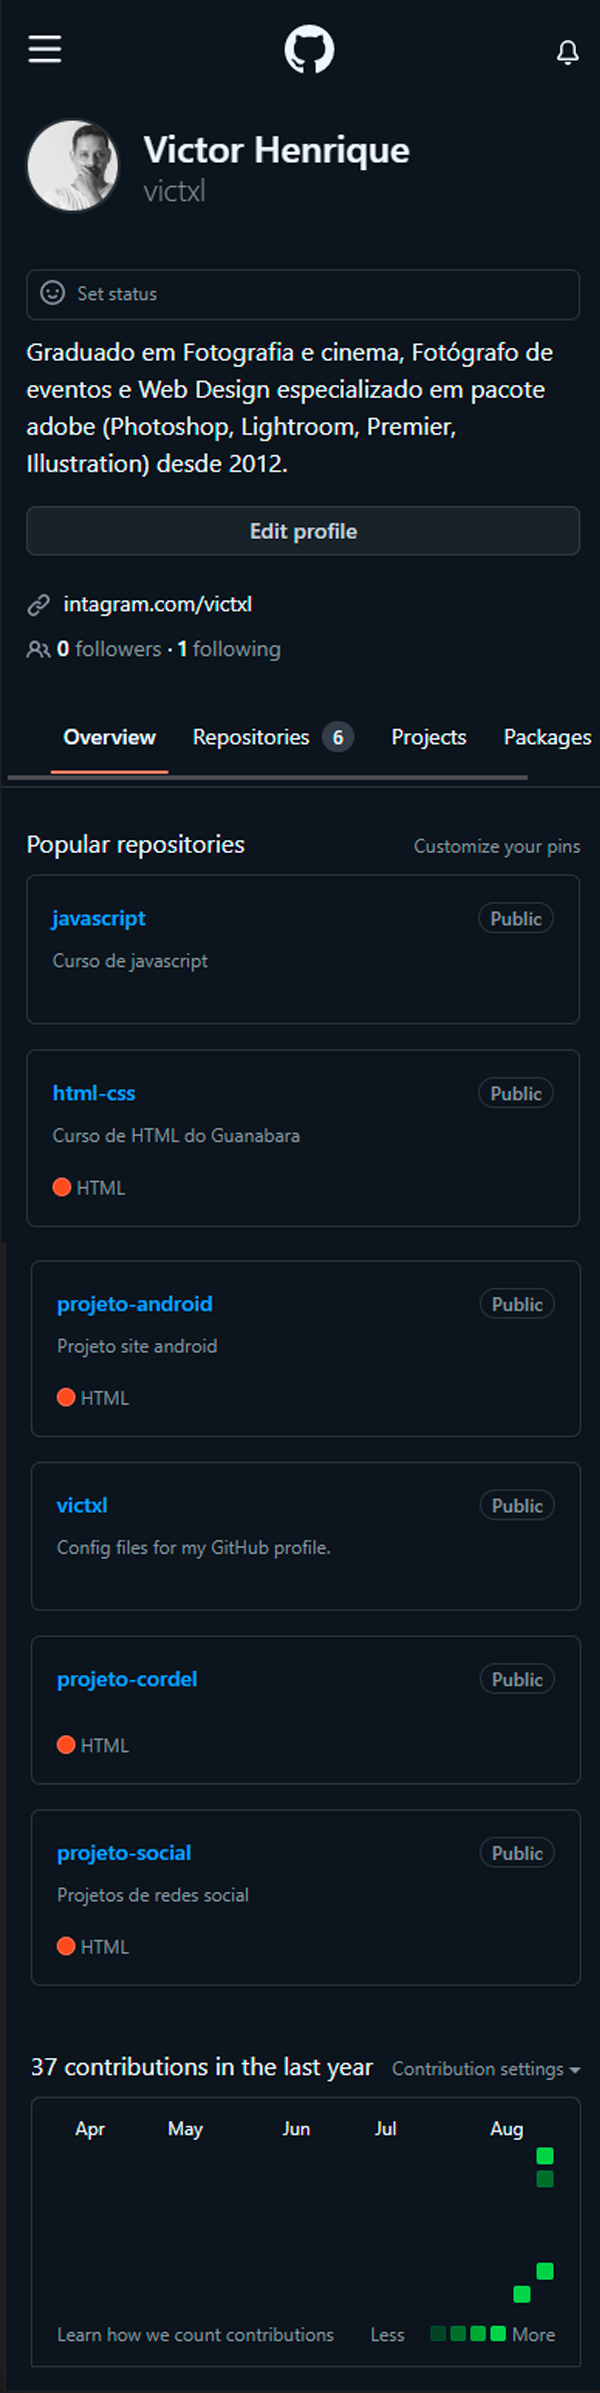 Victor Henrique
victxl
Set status
Graduado em Fotografia e cinema, Fotógrafo de
eventos e Web Design especializado em pacote
adobe (Photoshop, Lightroom, Premier,
Illustration) desde 2012.
Edit profile
intagram.com/victxl
0 followers · 1 following
Overview Repositories 6 Projects Packages
Popular repositories Customize your pins
javascript Public
Curso de javascript
html-css Public
Curso de HTML do Guanabara
HTML
projeto-android Public
Projeto site android
HTML
victxl Public
Config files for my GitHub profile.
projeto-cordel Public
HTML
projeto-social Public
Projetos de redes social
HTML
37 contributions in the last year Contribution settings
Apr May Jun Jul Aug
Learn how we count contributions Less More